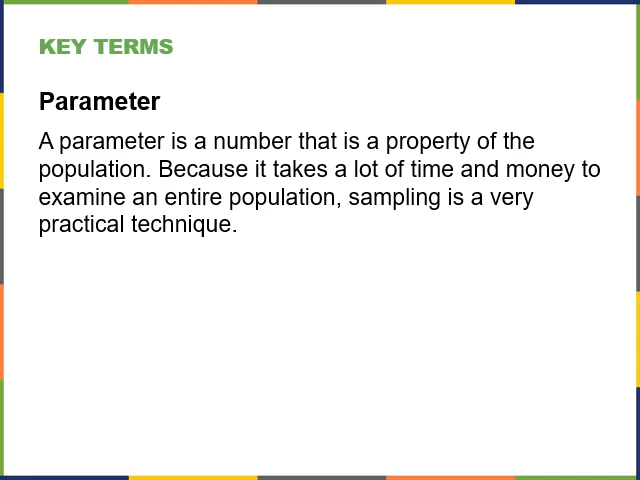 KEY TERMS
Parameter
A parameter is a number that is a property of the
population. Because it takes a lot of time and money to
examine an entire population, sampling is a very
practical technique.